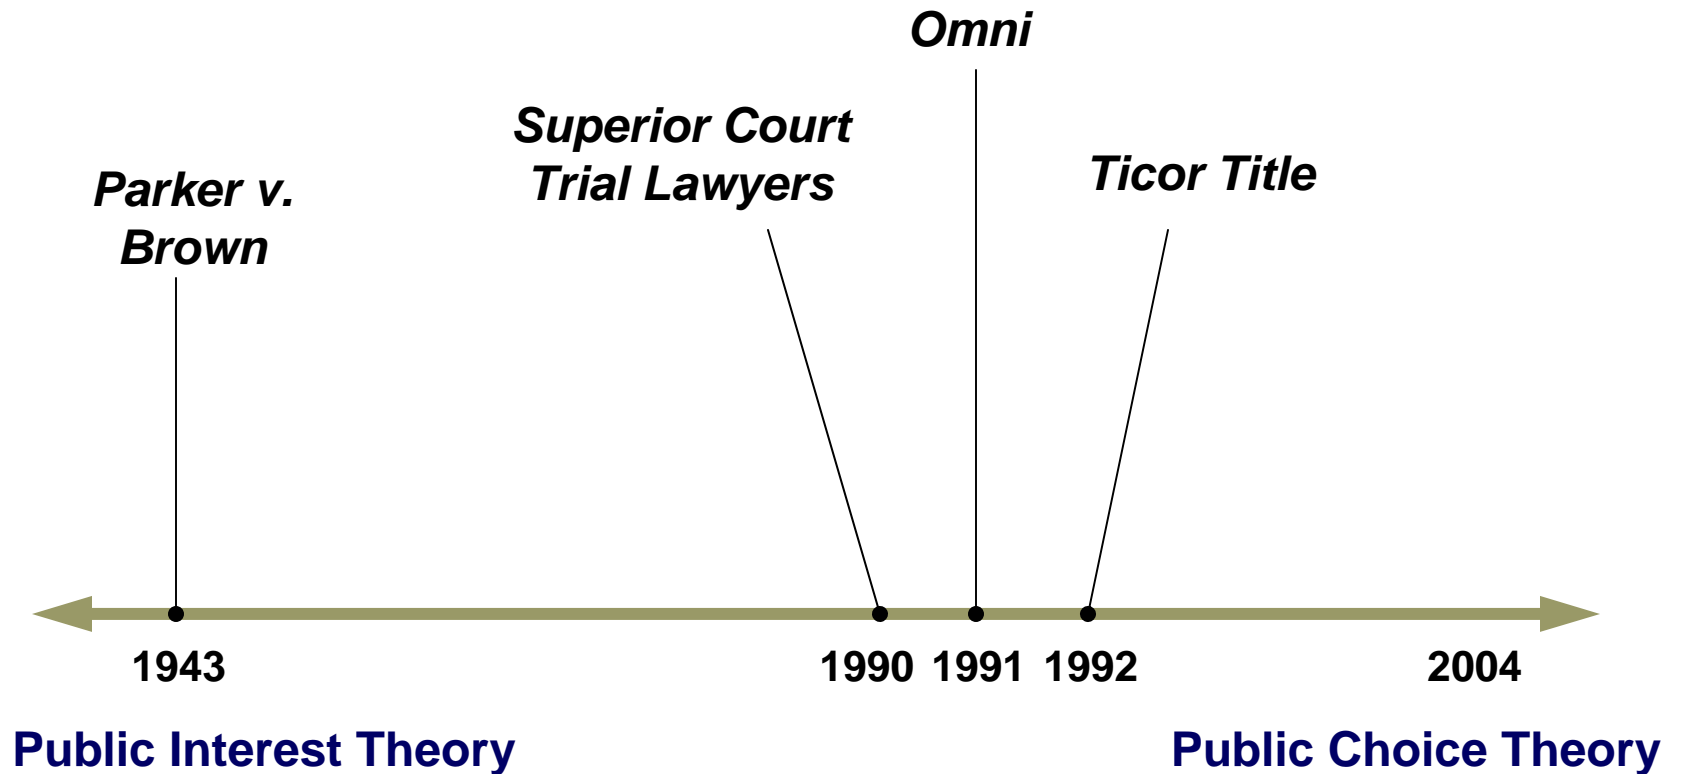 Omni
Superior Court
Trial Lawyers
Ticor Title
Parker v.
Brown
1943
1990
1991
1992
2004
Public Interest Theory
Public Choice Theory